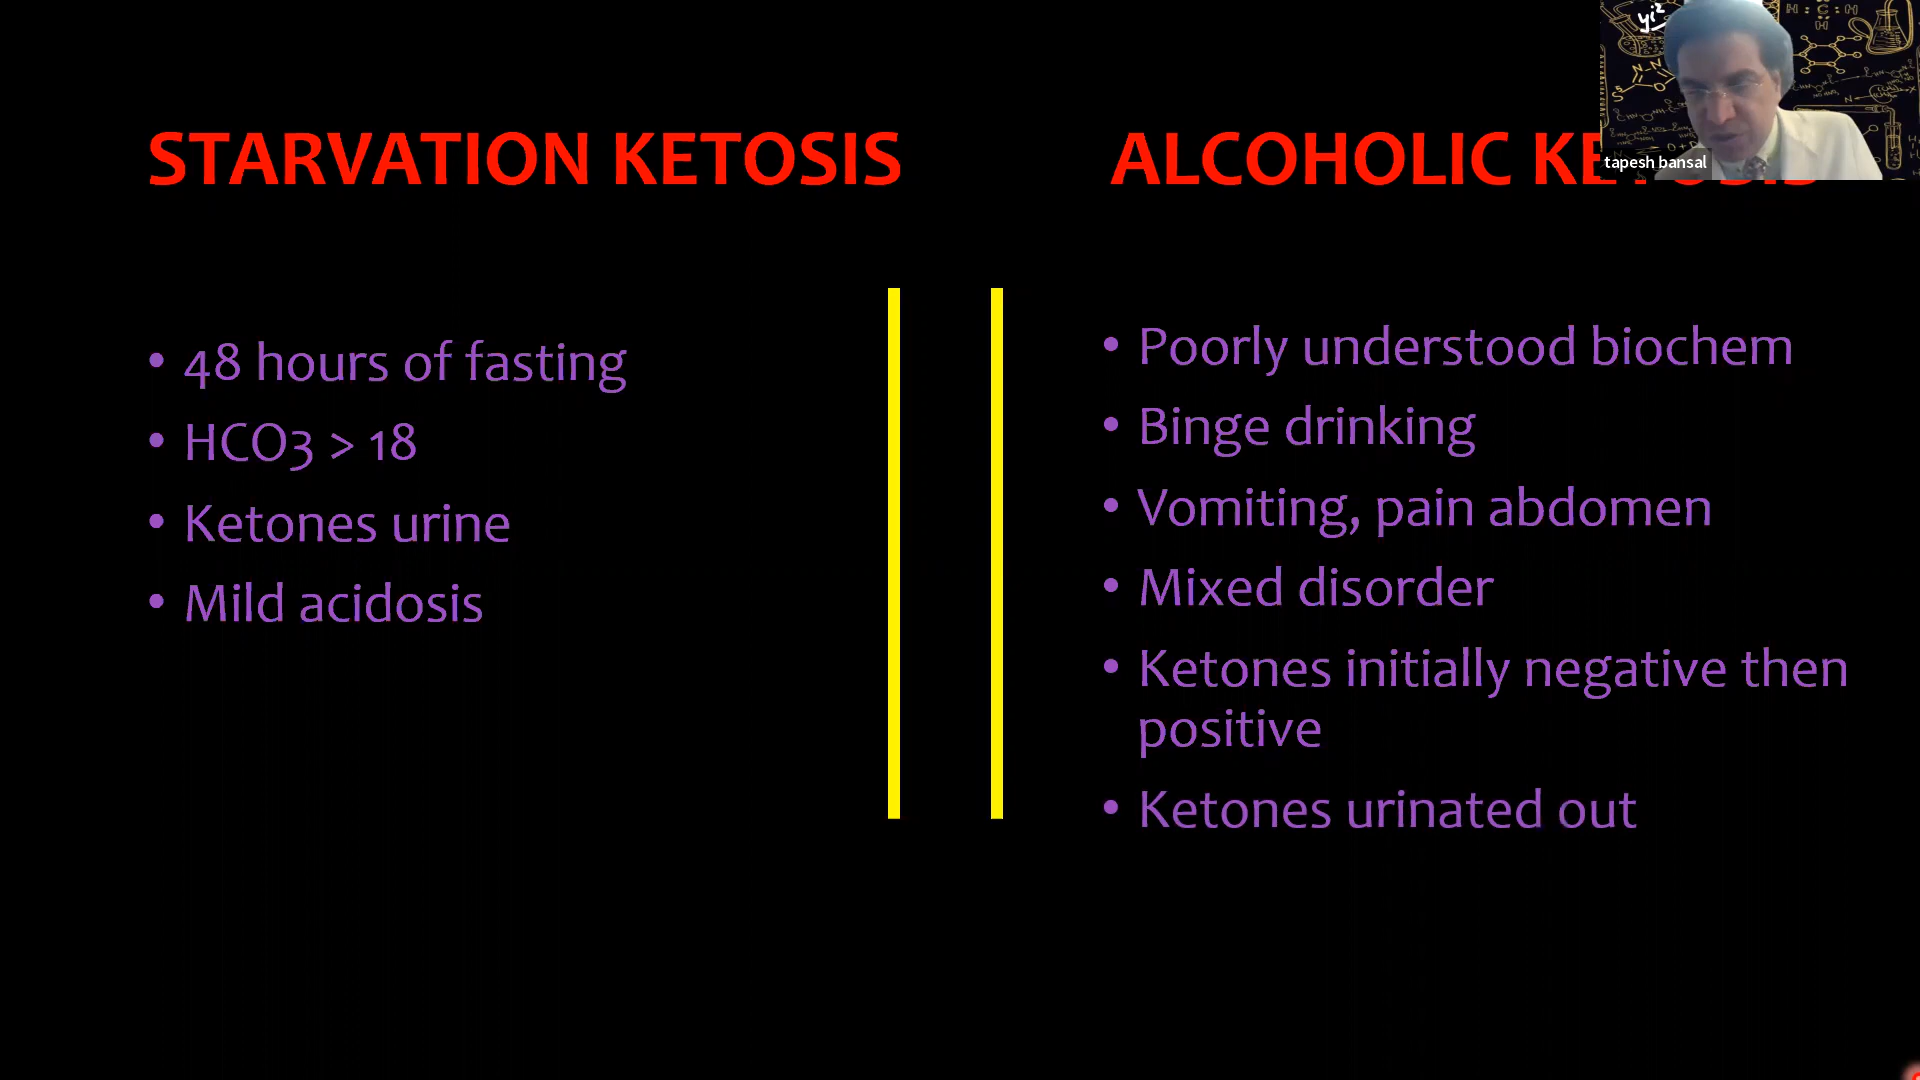 STARVATION KETOSIS
• 48 hours of fasting
• HCO3 > 18
• Ketones urine
• Mild acidosis
ALCOHOLIC
• Poorly understood biochem
• Binge drinking
• Vomiting, pain abdomen
• Mixed disorder
• Ketones initially negative then
positive
• Ketones urinated out
tapesh bansal